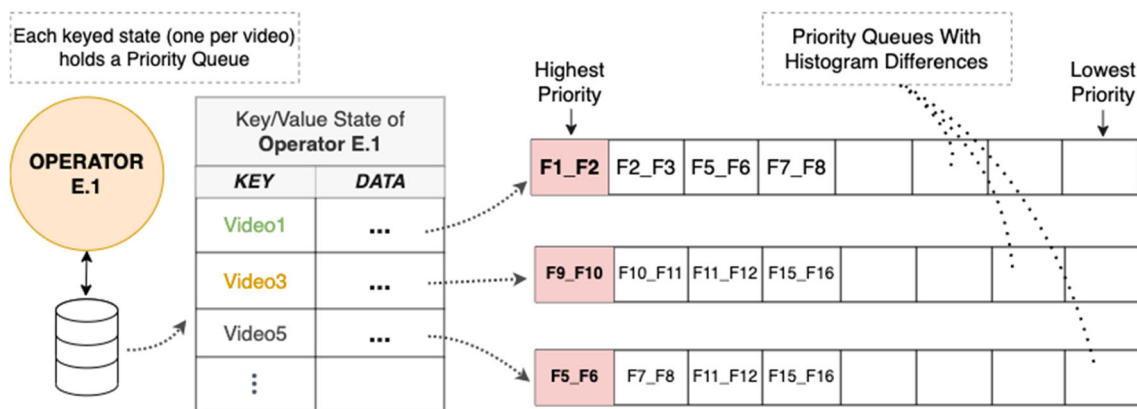 Each keyed state (one per video)
holds a Priority Queue
Priority Queues With
Histogram Differences
Highest
Priority
Lowest
Priority
OPERATOR
E.1
Key/Value State of
Operator E.1
KEY DATA
Video1 ...
Video3 ...
Video5 ...
⋮
F1_F2 F2_F3 F5_F6 F7_F8
F9_F10 F10_F11 F11_F12 F15_F16
F5_F6 F7_F8 F11_F12 F15_F16